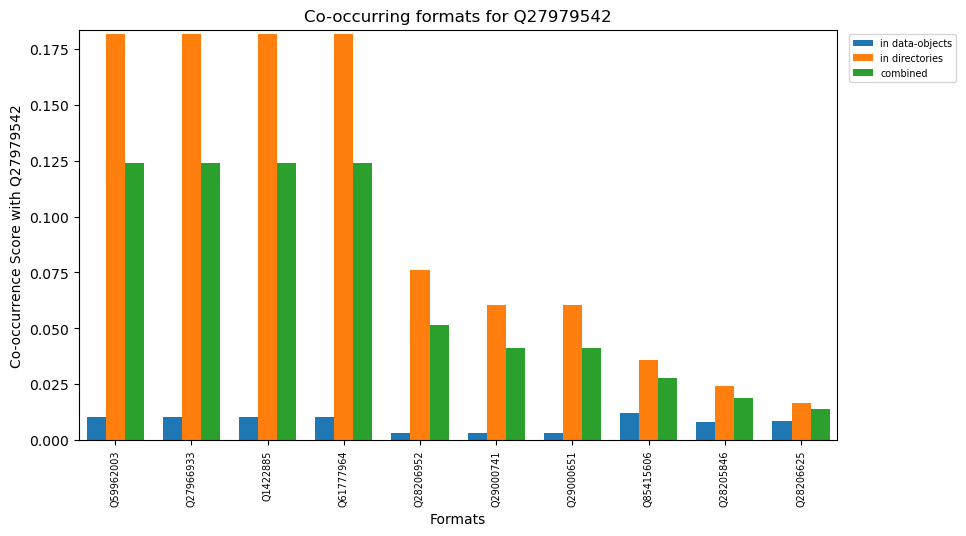 Co-occurring formats for Q27979542
in data-objects
in directories
combined
Co-occurrence Score with Q27979542
0.175
0.150
0.125
0.100
0.075
0.050
0.025
0.000
Q59962003
Q27966933
Q1422885
Q61777964
Q28206952
Q29000741
Q29000651
Q85415606
Q28205846
Q28206625
Formats